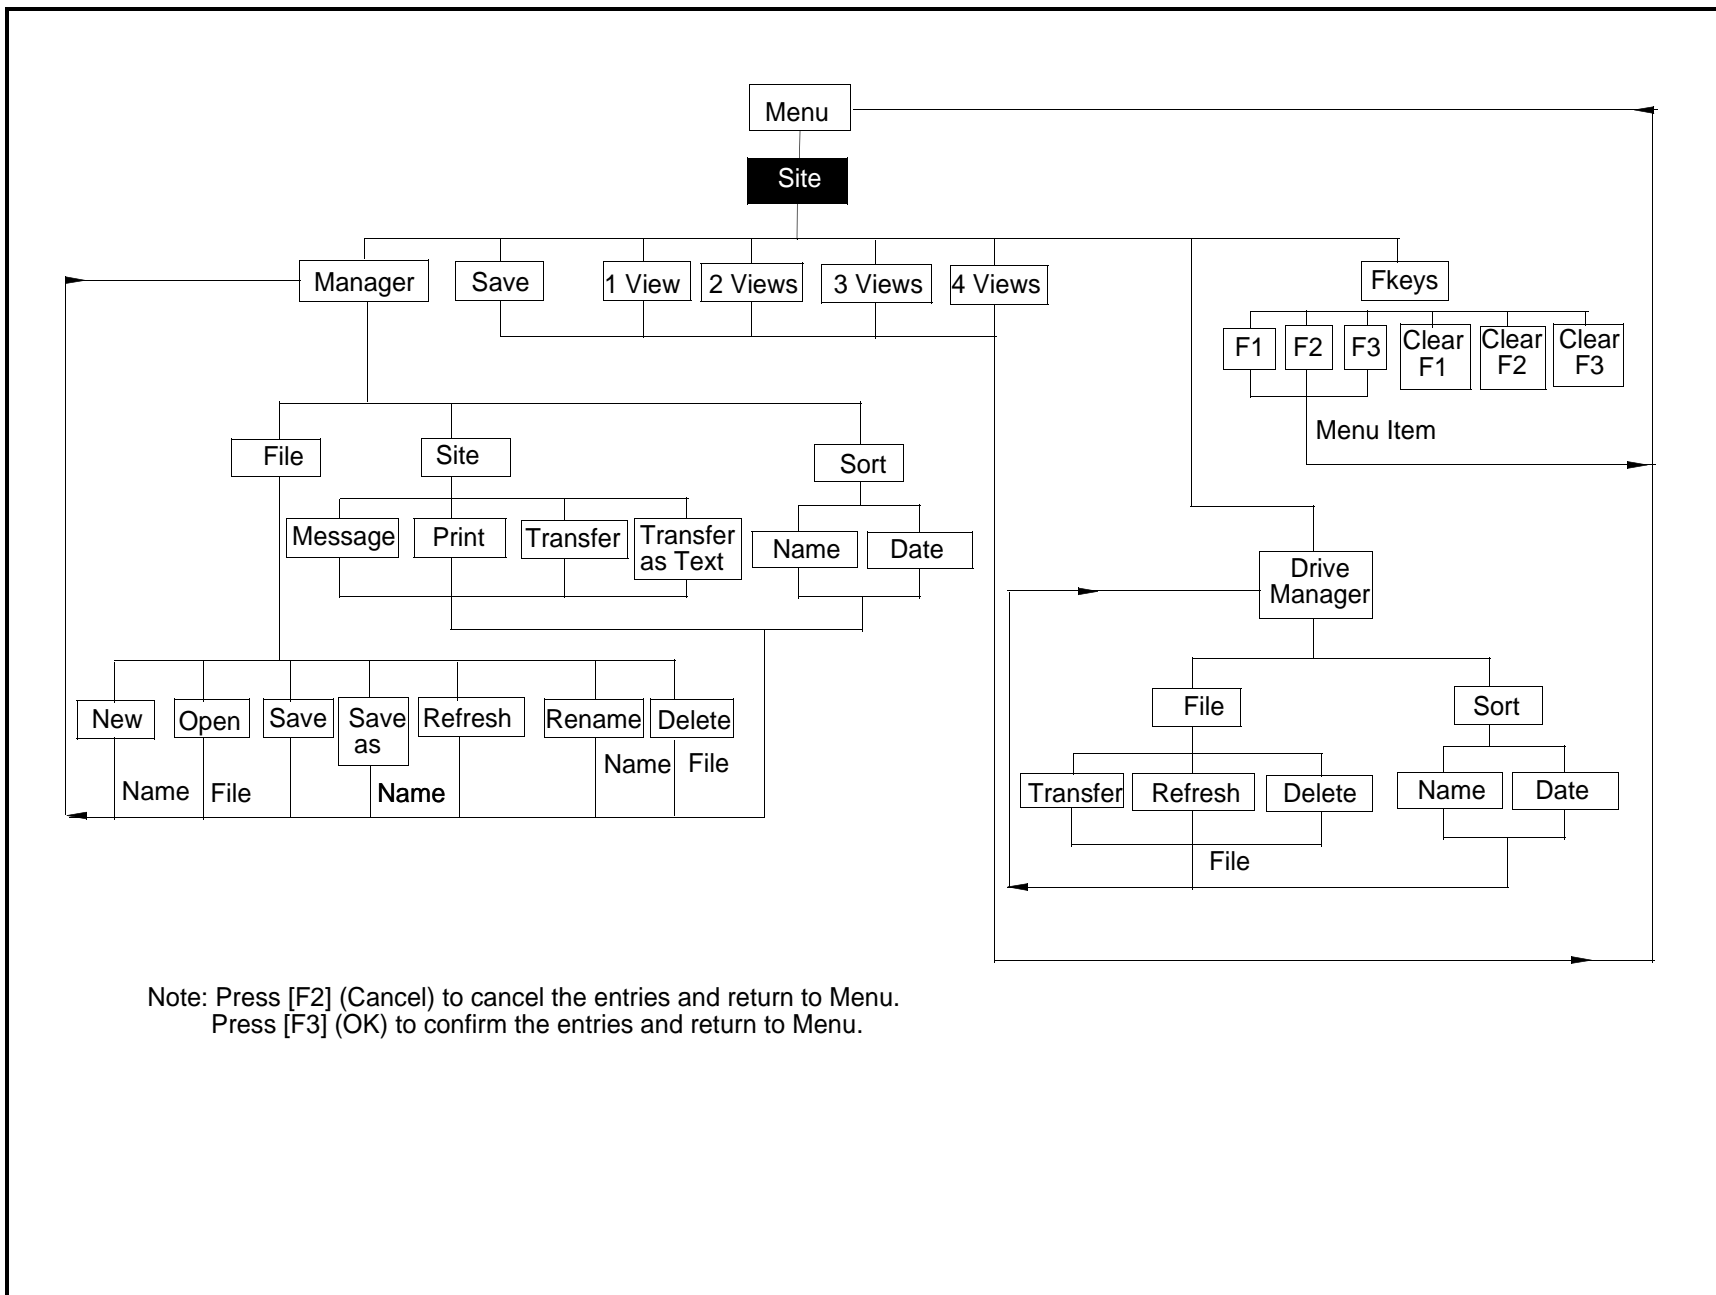 Menu
Site
Manager
Save
1 View
2 Views
3 Views
4 Views
Fkeys
F1
F2
F3
Clear
F1
Clear
F2
Clear
F3
Menu Item
File
Site
Sort
Message
Print
Transfer
Transfer
as Text
Name
Date
Drive
Manager
New
Open
Save
Save
as
Refresh
Rename
Delete
Name
File
Name
Name
File
File
Sort
Transfer
Refresh
Delete
Name
Date
File
Note: Press [F2] (Cancel) to cancel the entries and return to Menu.
Press [F3] (OK) to confirm the entries and return to Menu.